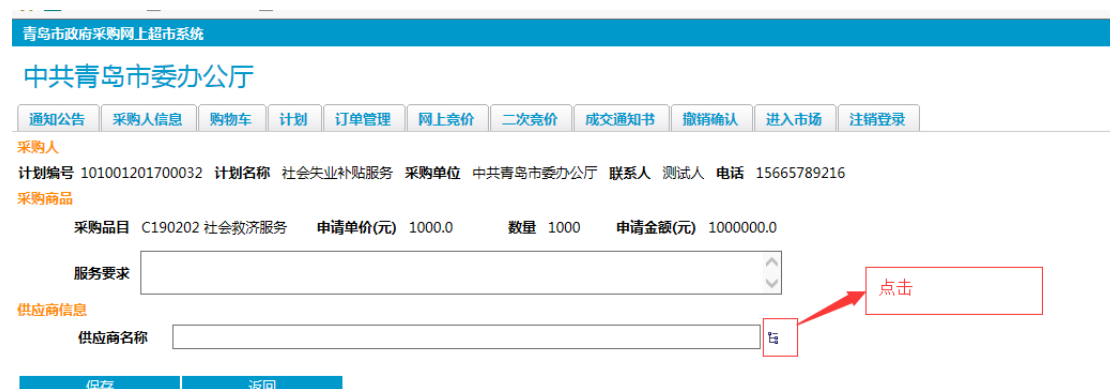 青岛市政府采购网上超市系统
中共青岛市委办公厅
通知公告 采购人信息 购物车 计划 订单管理 网上竞价 二次竞价 成交通知书 撤销确认 进入市场 注销登录
采购人
计划编号 101001201700032 计划名称 社会失业补贴服务 采购单位 中共青岛市委办公厅 联系人 测试人 电话 15665789216
采购商品
采购品目 C190202 社会救济服务 申请单价(元) 1000.0 数量 1000 申请金额(元) 1000000.0
服务要求
点击
供应商信息
供应商名称
保存 返回